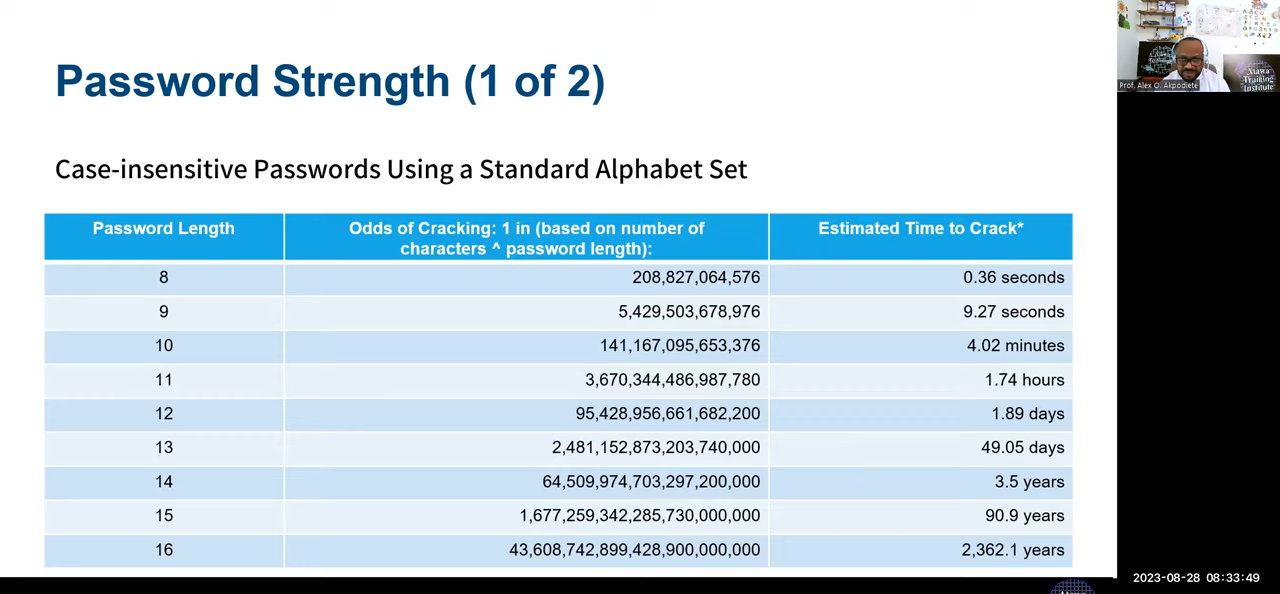 Password Strength (1 of 2)
Case-insensitive Passwords Using a Standard Alphabet Set
Password Length Odds of Cracking: 1 in (based on number of characters ^ password length): Estimated Time to Crack*
8 208,827,064,576 0.36 seconds
9 5,429,503,678,976 9.27 seconds
10 141,167,095,653,376 4.02 minutes
11 3,670,344,486,987,780 1.74 hours
12 95,428,956,661,682,200 1.89 days
13 2,481,152,873,203,740,000 49.05 days
14 64,509,974,703,297,200,000 3.5 years
15 1,677,259,342,285,730,000,000 90.9 years
16 43,608,742,899,428,900,000,000 2,362.1 years
Prof. Alex O. Akpodiete
Training
Institute
2023-08-28 08:33:49